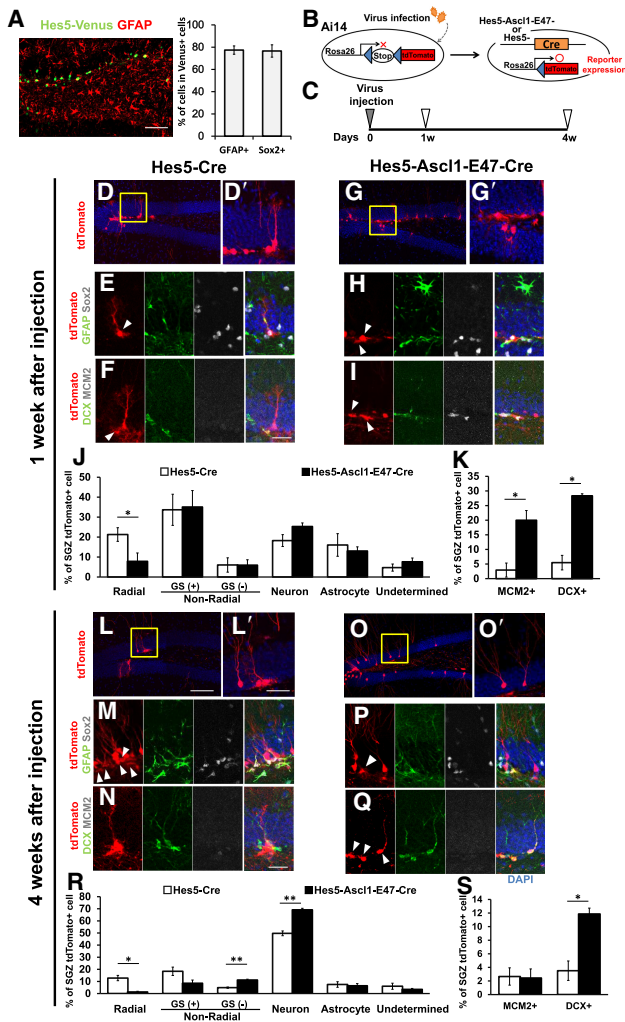 A
Hes5-Venus GFAP
% of cells in Venus+ cells
100
80
60
40
20
0
GFAP+ Sox2+
B
Virus infection
Ai14
Rosa26
Stop
tdTomato
Hes5-Ascl1-E47-
or
Hes5-
Cre
Rosa26
tdTomato
Reporter
expression
C
Virus
injection
Days 0 1w 4w
Hes5-Cre
Hes5-Ascl1-E47-Cre
1 week after injection
tdTomato
D
D′
G
G′
tdTomato
GFAP Sox2
E
H
tdTomato
DCX MCM2
F
I
J
Hes5-Cre
Hes5-Ascl1-E47-Cre
% of SGZ tdTomato+ cell
50
40
30
20
10
0
*
Radial
GS (+) GS (-)
Non-Radial
Neuron Astrocyte Undetermined
K
% of SGZ tdTomato+ cell
35
30
25
20
15
10
5
0
*
*
MCM2+ DCX+
4 weeks after injection
tdTomato
L
L′
O
O′
tdTomato
GFAP Sox2
M
P
tdTomato
DCX MCM2
N
Q
DAPI
R
Hes5-Cre
Hes5-Ascl1-E47-Cre
% of SGZ tdTomato+ cell
80
70
60
50
40
30
20
10
0
*
**
**
Radial
GS (+) GS (-)
Non-Radial
Neuron Astrocyte Undetermined
S
% of SGZ tdTomato+ cell
14
12
10
8
6
4
2
0
*
MCM2+ DCX+